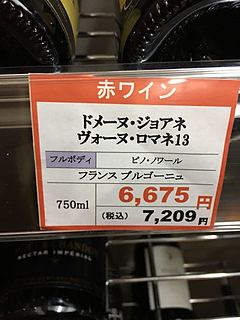 赤ワイン
ドメーヌ・ジョアネ
ヴォーヌ・ロマネ13
フルボディ ピノ・ノワール
フランス ブルゴーニュ
750ml 6,675円
(税込) 7,209円
NECTAR IMPERIAL